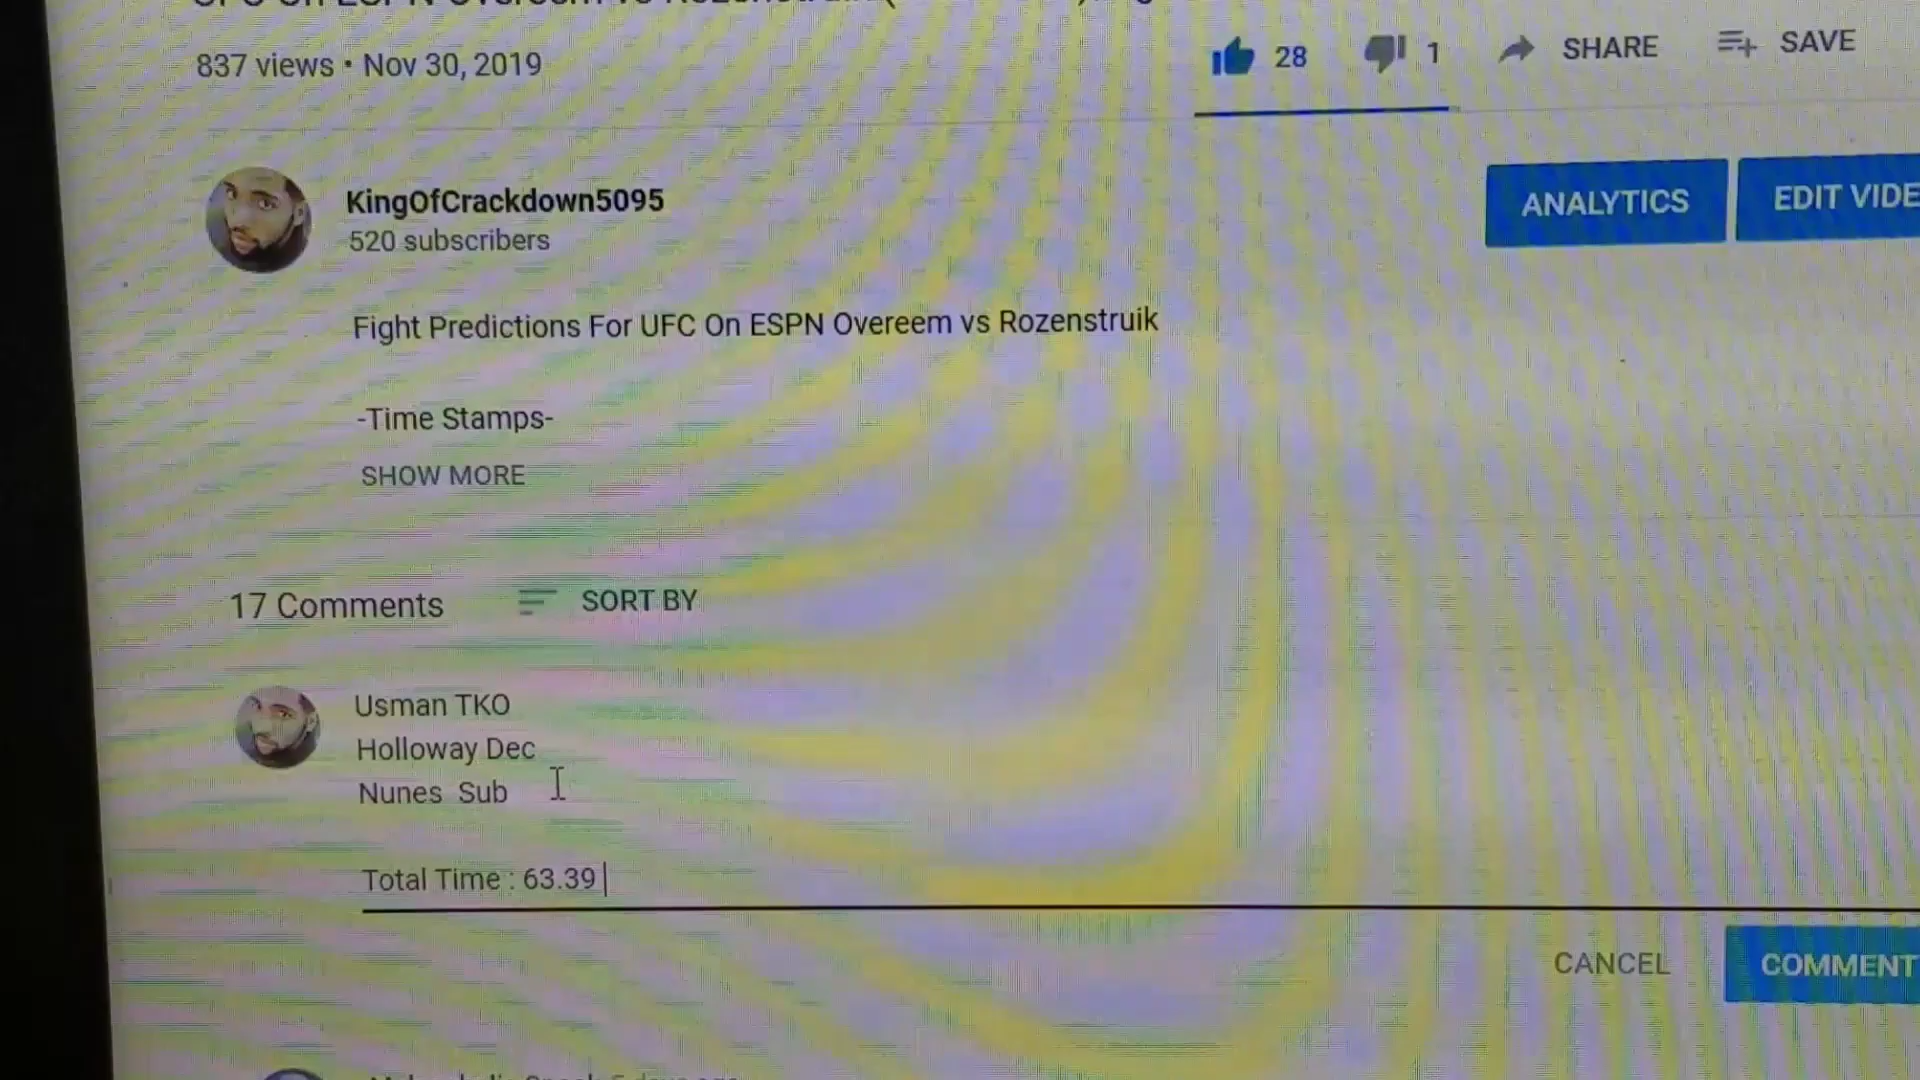 837 views • Nov 30, 2019
28
1
SHARE
SAVE
KingOfCrackdown5095
520 subscribers
ANALYTICS
EDIT VIDE
Fight Predictions For UFC On ESPN Overeem vs Rozenstruik
-Time Stamps-
SHOW MORE
17 Comments
SORT BY
Usman TKO
Holloway Dec
Nunes Sub
Total Time : 63.39
CANCEL
COMMENT